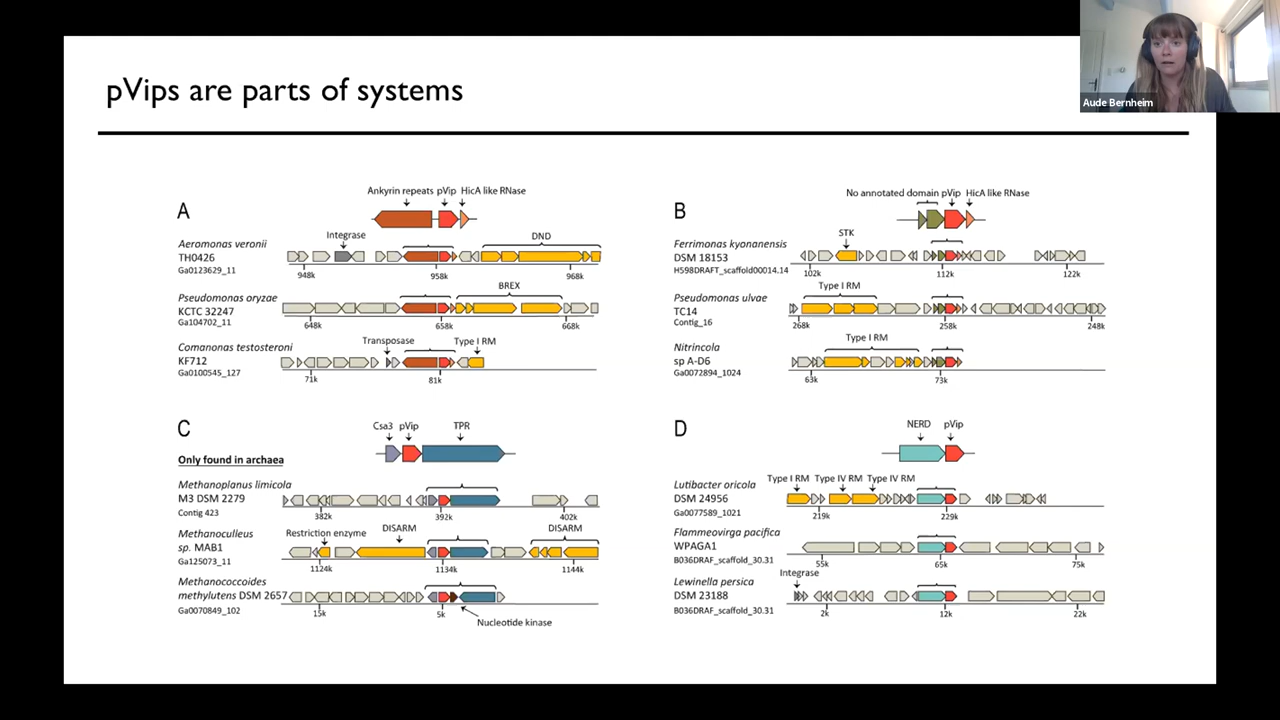 pVips are parts of systems
Aude Bernheim
A
Ankyrin repeats pVip HicA like RNase
Integrase
DND
Aeromonas veronii
TH0426
Ga0123629_11
948k 958k 968k
BREX
Pseudomonas oryzae
KCTC 32247
Ga104702_11
648k 658k 668k
Transposase Type I RM
Comanonas testosteroni
KF712
Ga0100545_127
71k 81k
B
No annotated domain pVip HicA like RNase
STK
Ferrimonas kyonanensis
DSM 18153
H598DRAFT_scaffold00014.14
102k 112k 122k
Type I RM
Pseudomonas ulvae
TC14
Contig_16
268k 258k 248k
Type I RM
Nitrincola
sp A-D6
Ga0072894_1024
63k 73k
C
Csa3 pVip TPR
Only found in archaea
Methanoplanus limicola
M3 DSM 2279
Contig 423
382k 392k 402k
Methanoculleus
sp. MAB1
Ga125073_11
Restriction enzyme DISARM DISARM
1124k 1134k 1144k
Methanococcoides
methylutens DSM 2657
Ga0070849_102
15k 5k
Nucleotide kinase
D
NERD pVip
Type I RM Type IV RM Type IV RM
Lutibacter oricola
DSM 24956
Ga0077589_1021
219k 229k
Flammeovirga pacifica
WPAGA1
B036DRAF_scaffold_30.31
55k 65k 75k
Integrase
Lewinella persica
DSM 23188
B036DRAF_scaffold_30.31
2k 12k 22k